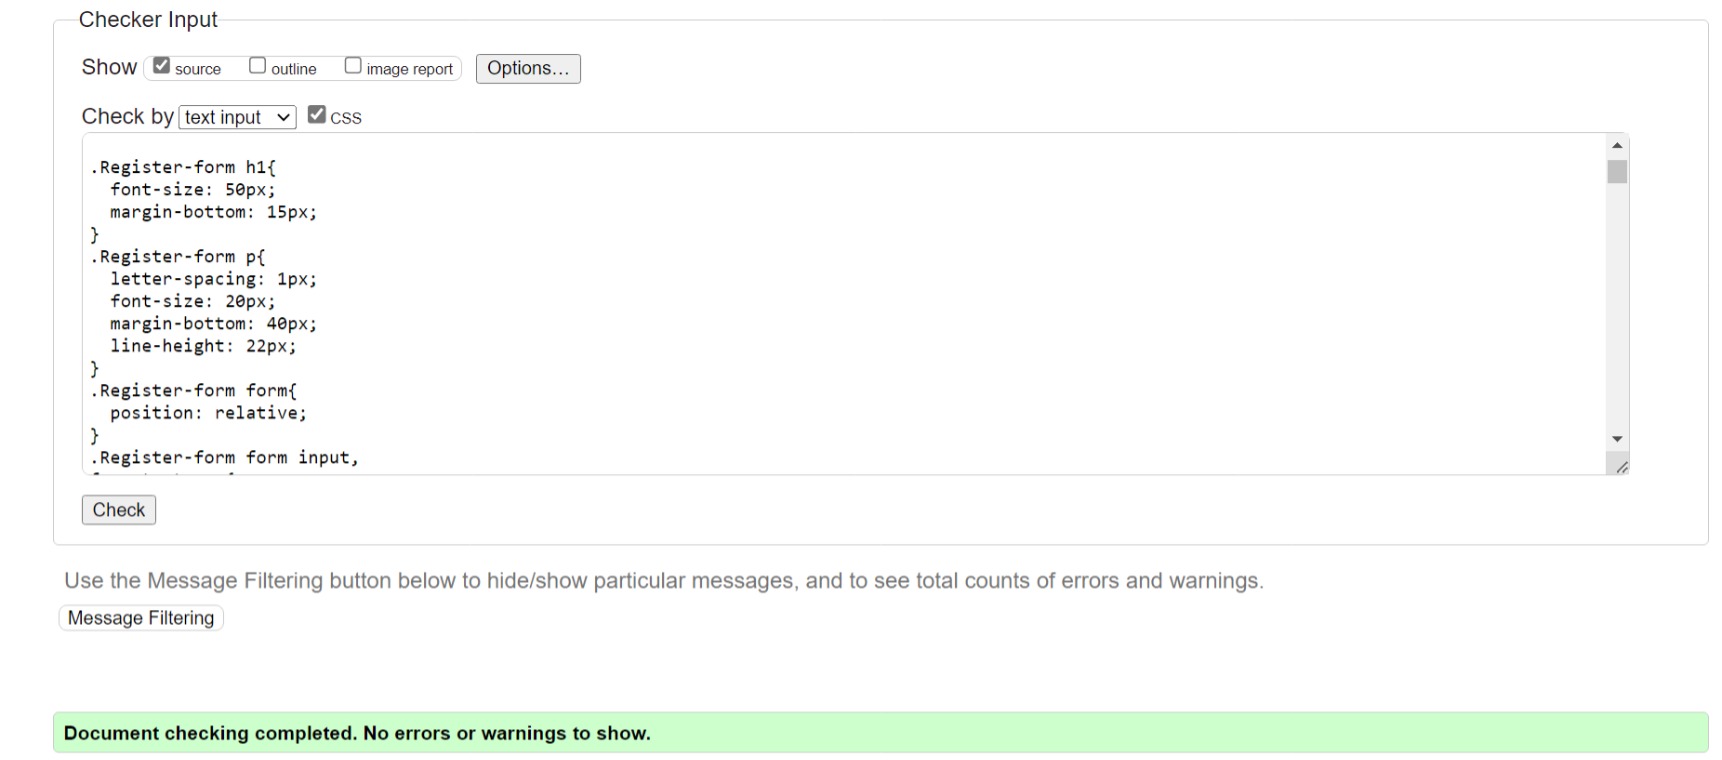 Checker Input
Show source outline image report Options...
Check by text input CSS
.Register-form h1{
font-size: 50px;
margin-bottom: 15px;
}
.Register-form p{
letter-spacing: 1px;
font-size: 20px;
margin-bottom: 40px;
line-height: 22px;
}
.Register-form form{
position: relative;
}
.Register-form form input,
Check
Use the Message Filtering button below to hide/show particular messages, and to see total counts of errors and warnings.
Message Filtering
Document checking completed. No errors or warnings to show.